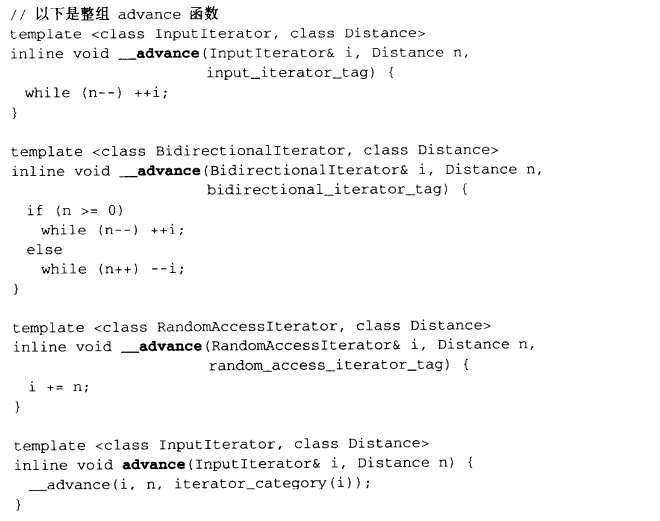 // 以下是整组 advance 函数
template <class InputIterator, class Distance>
inline void __advance(InputIterator& i, Distance n,
                      input_iterator_tag) {
  while (n--) ++i;
}

template <class BidirectionalIterator, class Distance>
inline void __advance(BidirectionalIterator& i, Distance n,
                      bidirectional_iterator_tag) {
  if (n >= 0)
    while (n--) ++i;
  else
    while (n++) --i;
}

template <class RandomAccessIterator, class Distance>
inline void __advance(RandomAccessIterator& i, Distance n,
                      random_access_iterator_tag) {
  i += n;
}

template <class InputIterator, class Distance>
inline void advance(InputIterator& i, Distance n) {
  __advance(i, n, iterator_category(i));
}